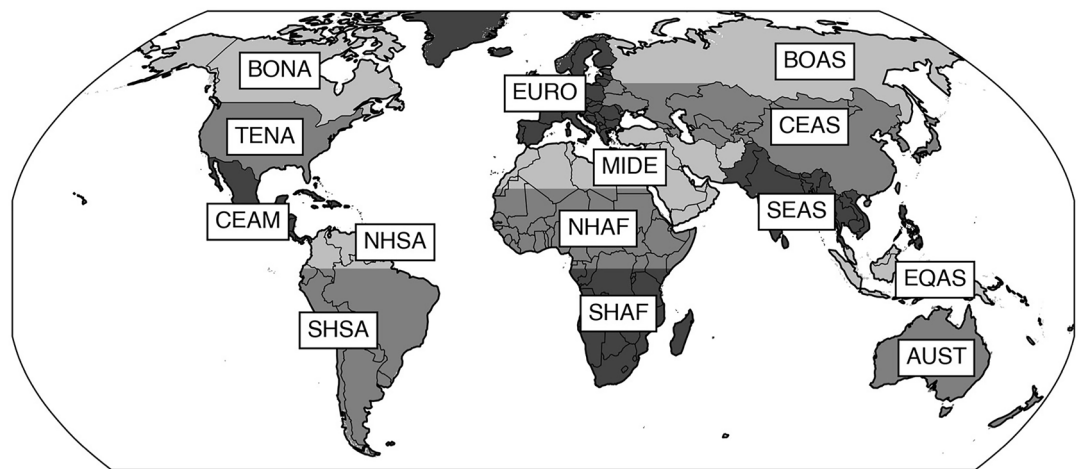 BONA
BOAS
EURO
CEAS
TENA
MIDE
SEAS
CEAM
NHAF
NHSA
EQAS
SHAF
SHSA
AUST